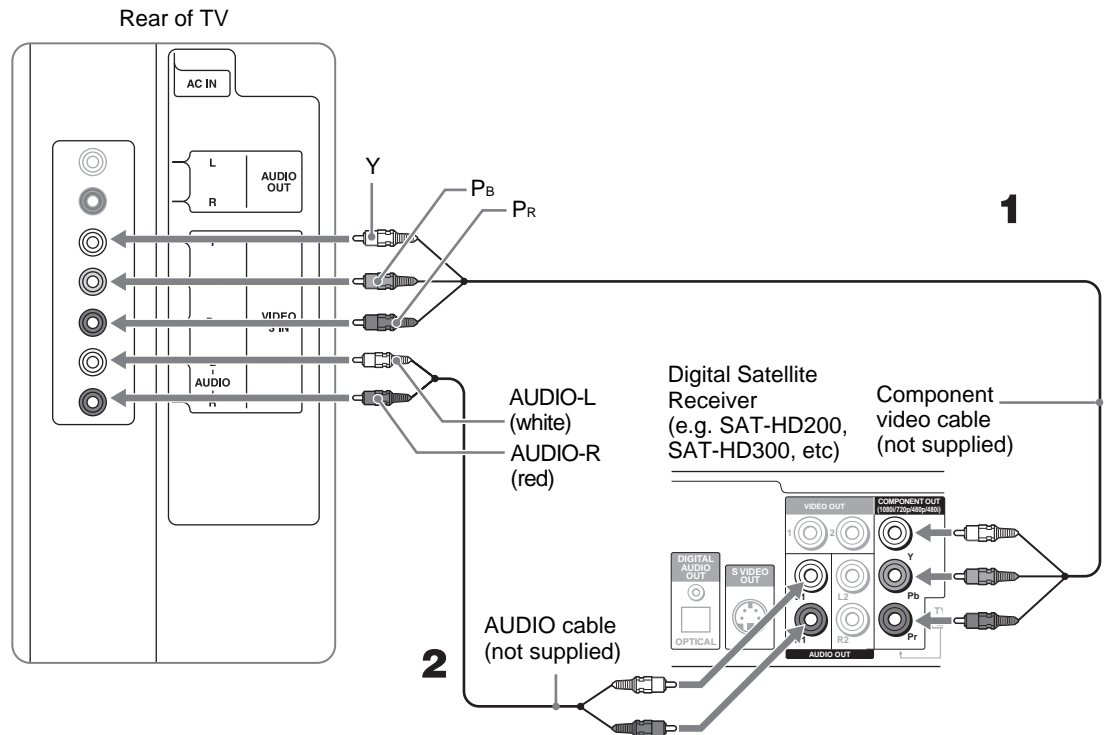 Rear of TV
AC IN
L
AUDIO
OUT
R
Y
PB
PR
1
VIDEO
3 IN
L
AUDIO
R
AUDIO-L
(white)
AUDIO-R
(red)
Digital Satellite
Receiver
(e.g. SAT-HD200,
SAT-HD300, etc)
Component
video cable
(not supplied)
VIDEO OUT
COMPONENT OUT
(1080i/720p/480p/480i)
1
2
Y
DIGITAL
AUDIO
OUT
S VIDEO
OUT
L2
Pb
OPTICAL
R2
Pr
AUDIO OUT
AUDIO cable
(not supplied)
2